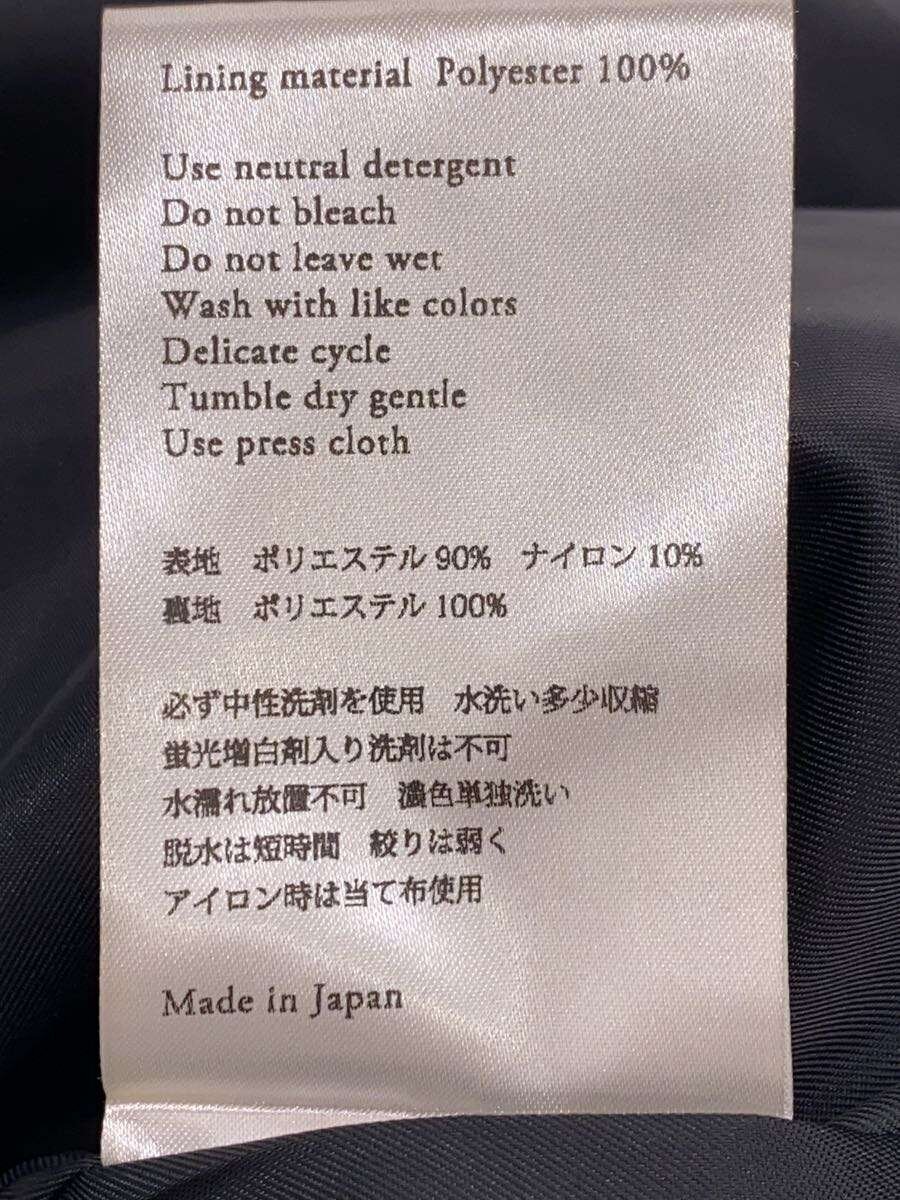 Lining material Polyester 100%
Use neutral detergent
Do not bleach
Do not leave wet
Wash with like colors
Delicate cycle
Tumble dry gentle
Use press cloth
表地 ポリエステル 90% ナイロン 10%
裏地 ポリエステル 100%
必ず中性洗剤を使用 水洗い多少収縮
蛍光増白剤入り洗剤は不可
水濡れ放置不可 濃色単独洗い
脱水は短時間 絞りは弱く
アイロン時は当て布使用
Made in Japan